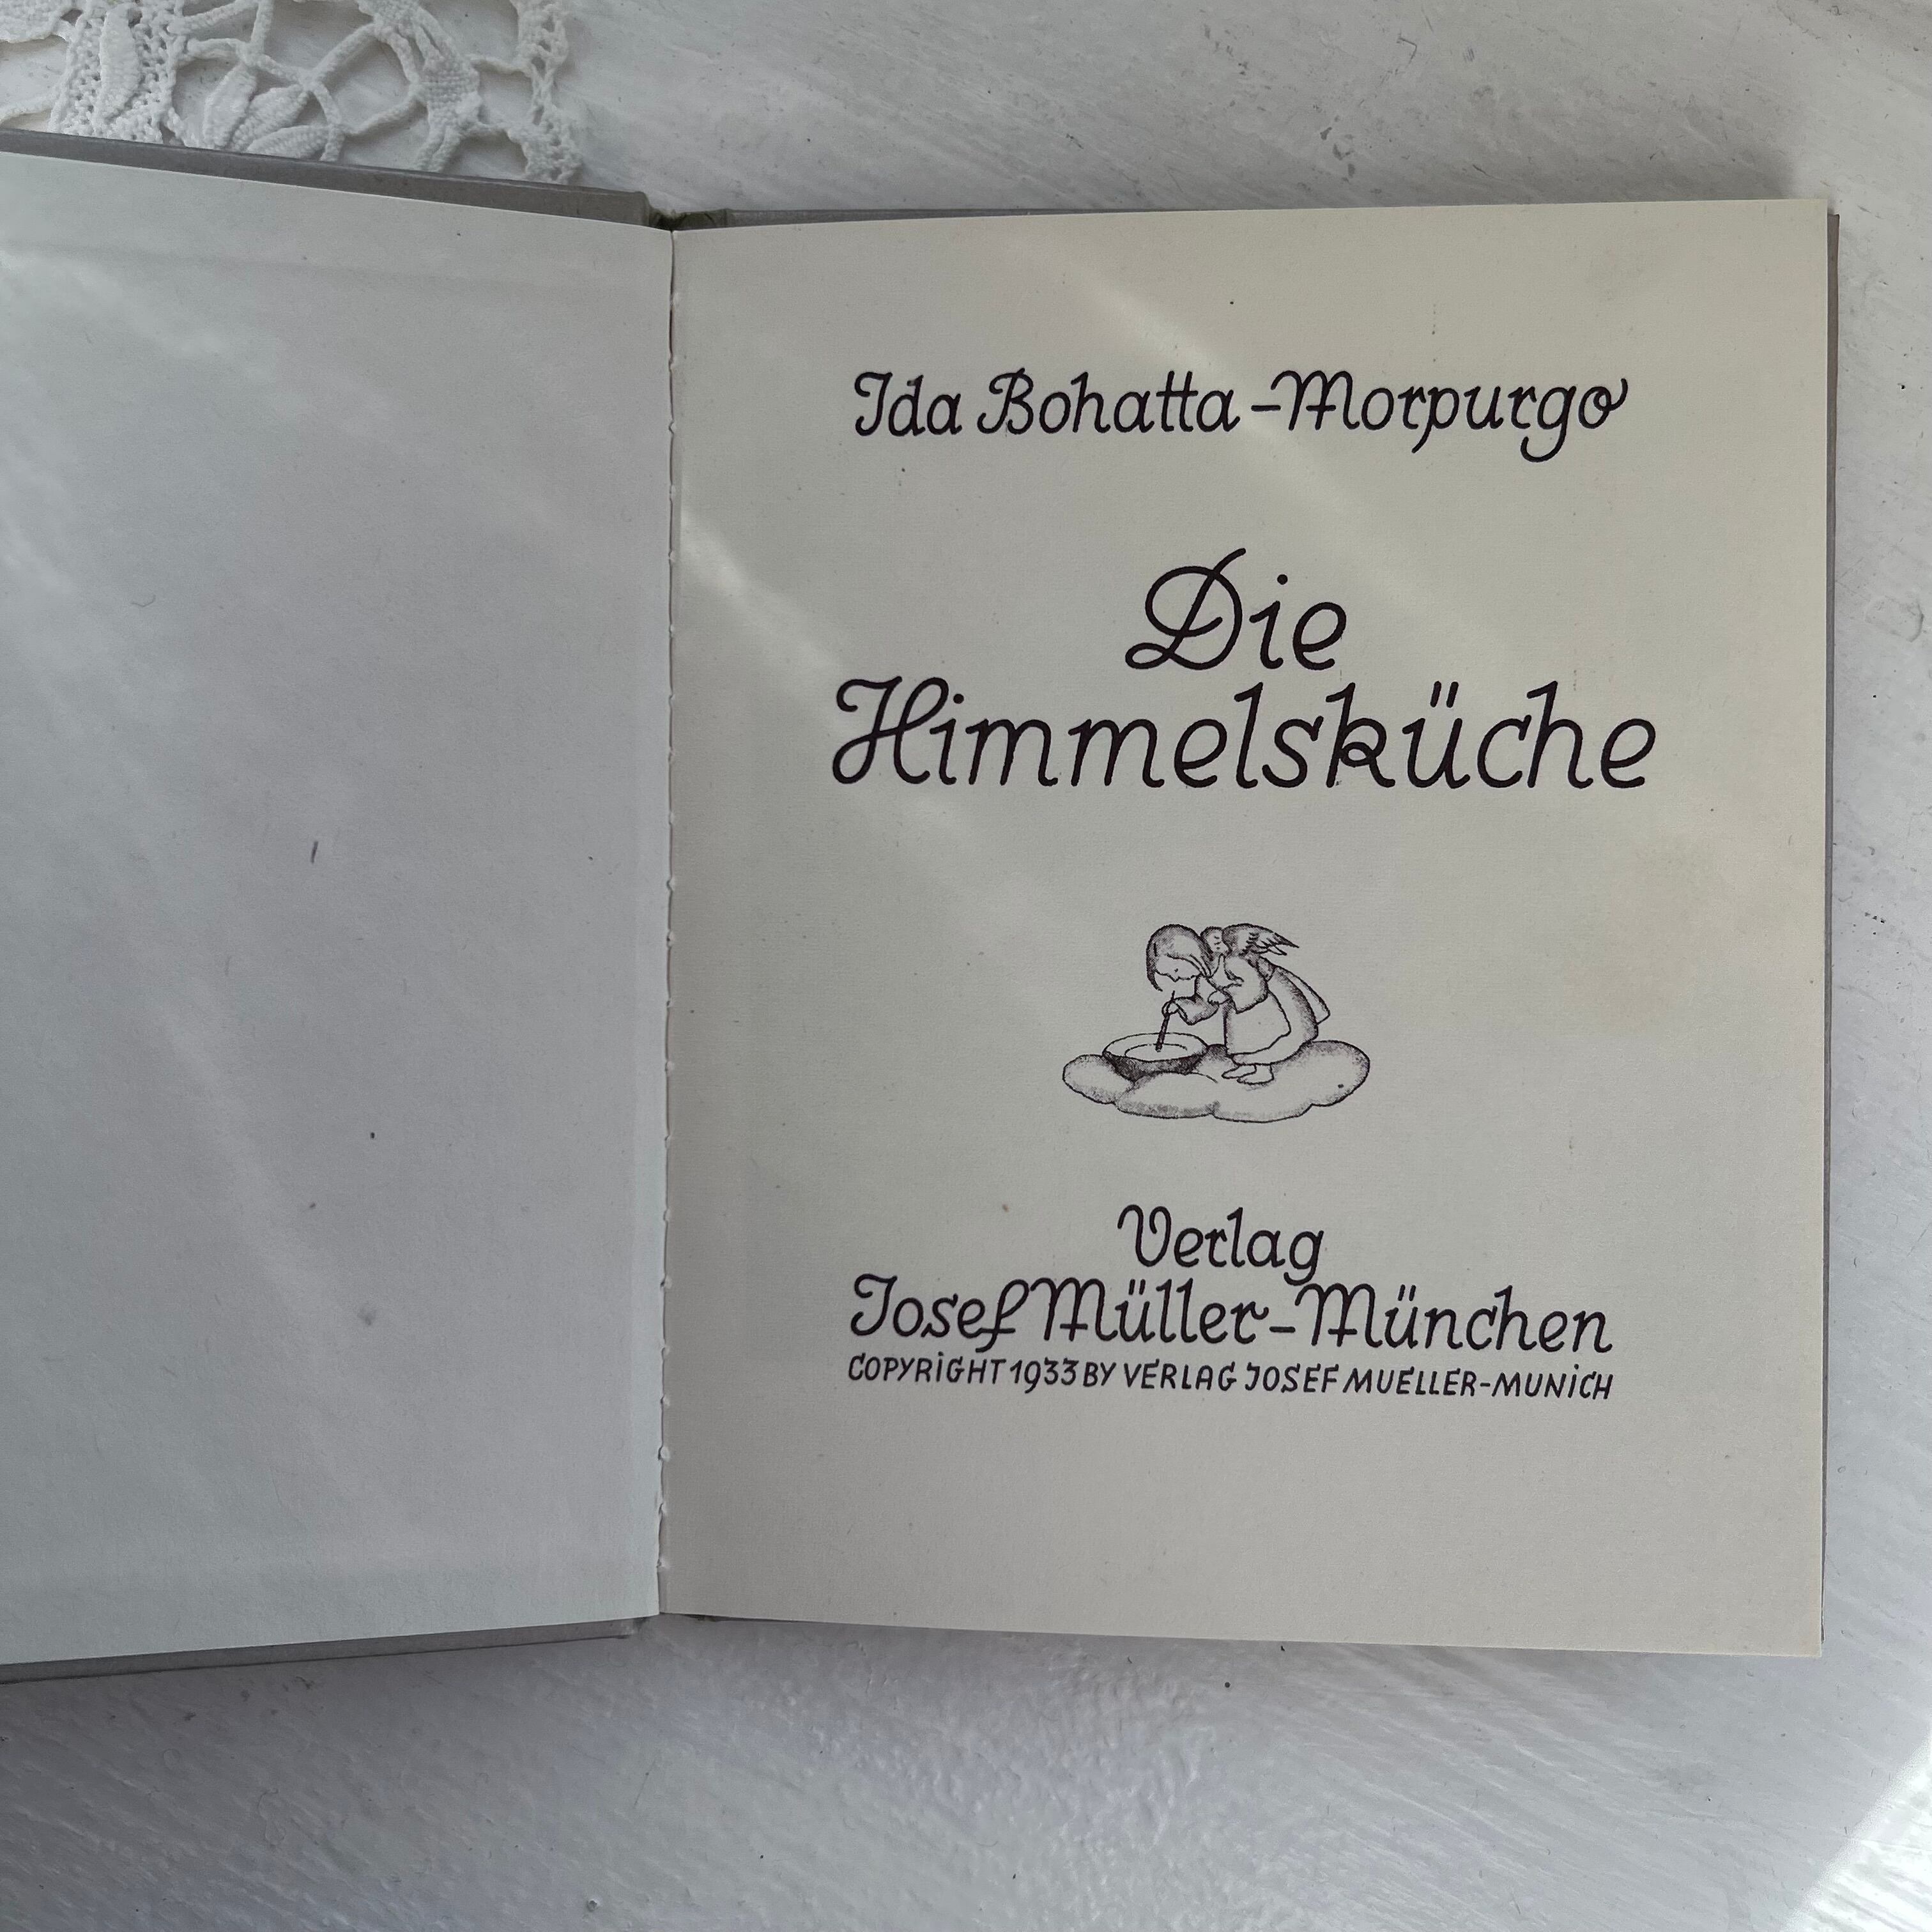 Ida Bohatta-Morpurgo
Die
Himmelsküche
Verlag
Josef Müller-München
COPYRIGHT 1933 BY VERLAG JOSEF MUELLER-MUNICH